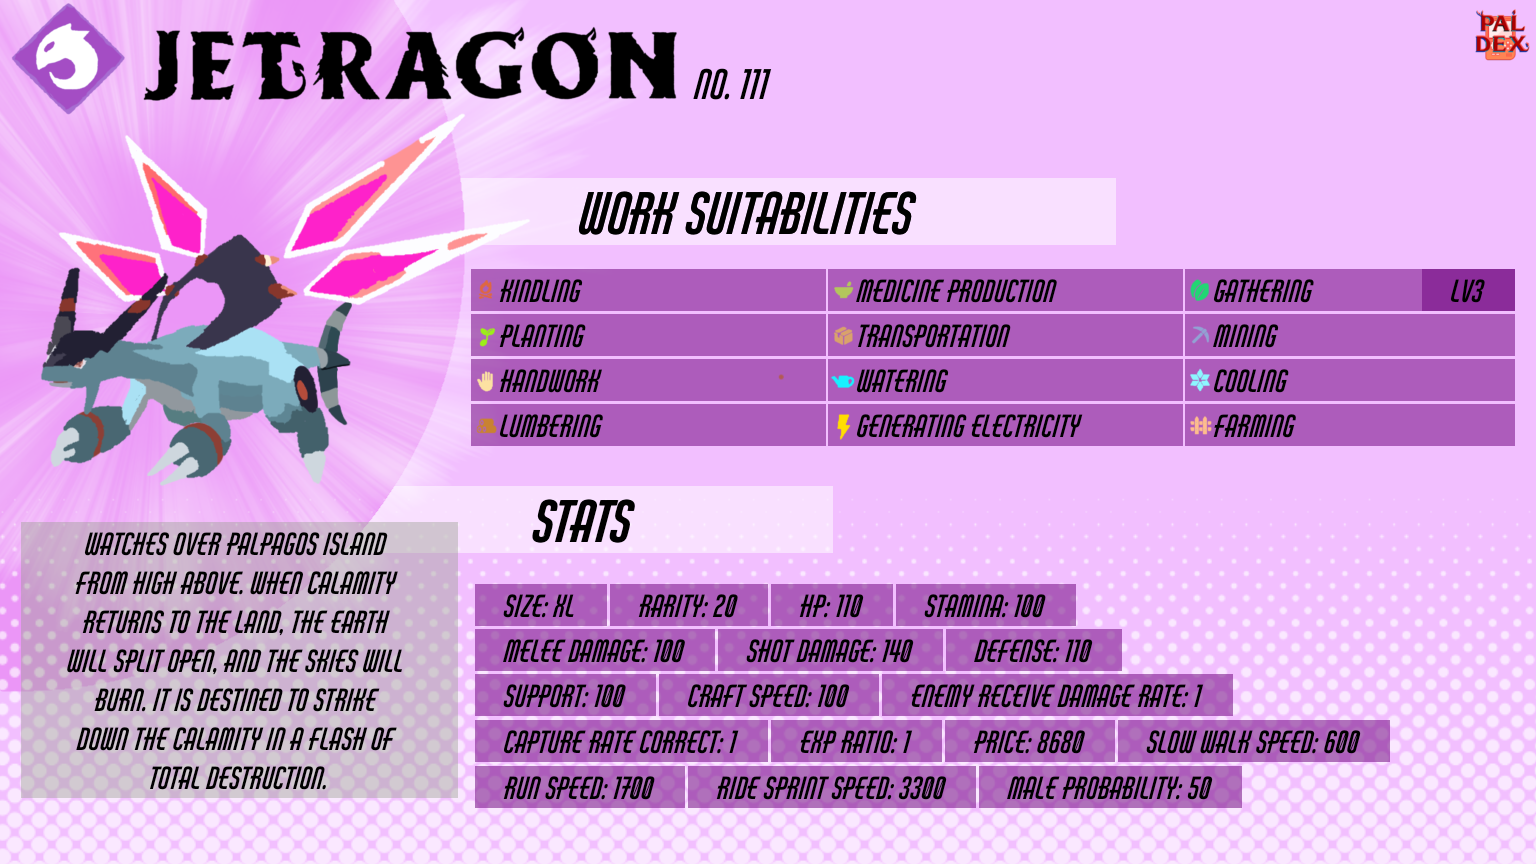 JETRAGON NO. 111
PAL
DEX
WORK SUITABILITIES
KINDLING MEDICINE PRODUCTION GATHERING LV3
PLANTING TRANSPORTATION MINING
HANDWORK WATERING COOLING
LUMBERING GENERATING ELECTRICITY FARMING
STATS
WATCHES OVER PALPAGOS ISLAND
FROM HIGH ABOVE. WHEN CALAMITY
RETURNS TO THE LAND, THE EARTH
WILL SPLIT OPEN, AND THE SKIES WILL
BURN. IT IS DESTINED TO STRIKE
DOWN THE CALAMITY IN A FLASH OF
TOTAL DESTRUCTION.
SIZE: XL RARITY: 20 HP: 110 STAMINA: 100
MELEE DAMAGE: 100 SHOT DAMAGE: 140 DEFENSE: 110
SUPPORT: 100 CRAFT SPEED: 100 ENEMY RECEIVE DAMAGE RATE: 1
CAPTURE RATE CORRECT: 1 EXP RATIO: 1 PRICE: 8680 SLOW WALK SPEED: 600
RUN SPEED: 1700 RIDE SPRINT SPEED: 3300 MALE PROBABILITY: 50